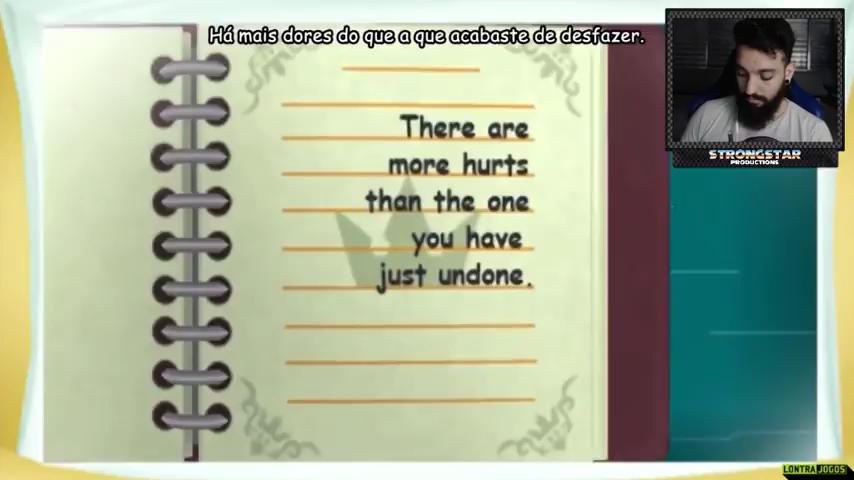 Há mais dores do que a que acabaste de desfazer.
There are
more hurts
than the one
you have
just undone.
STRONGSTAR
PRODUCTIONS
LONTRAJOGOS